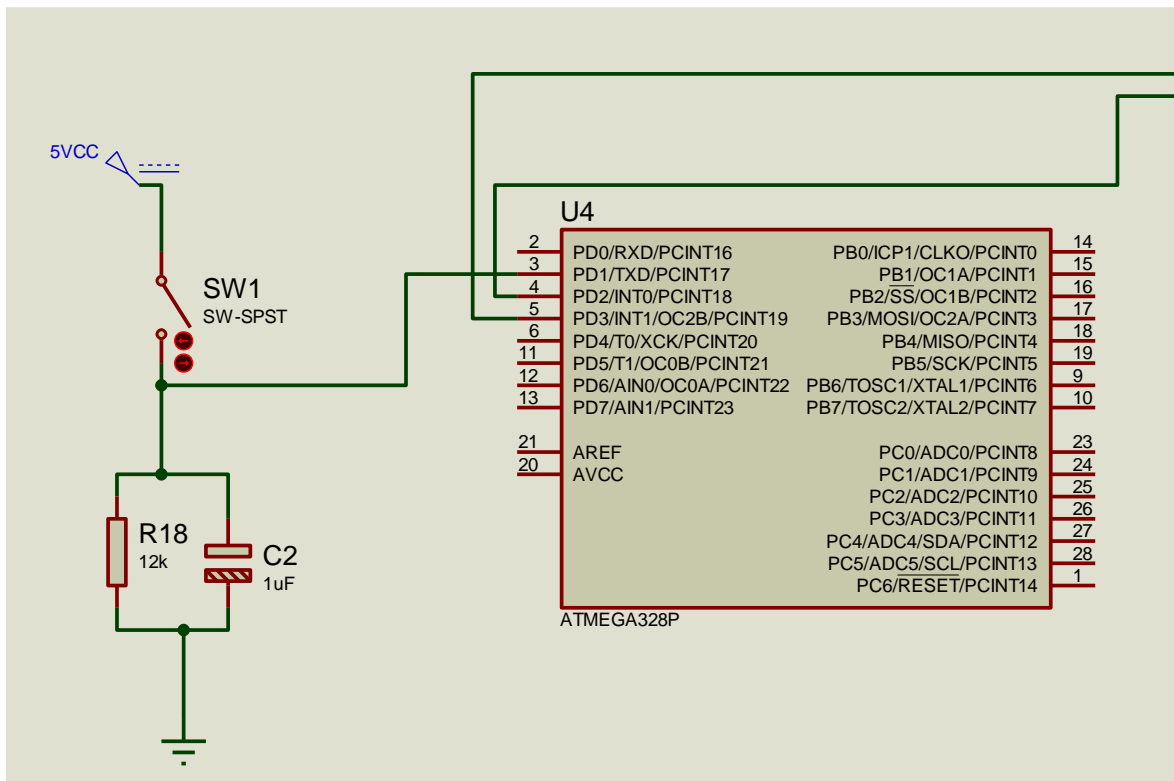 5VCC
SW1
SW-SPST
R18
12k
C2
1uF
U4
2 PD0/RXD/PCINT16
3 PD1/TXD/PCINT17
4 PD2/INT0/PCINT18
5 PD3/INT1/OC2B/PCINT19
6 PD4/T0/XCK/PCINT20
11 PD5/T1/OC0B/PCINT21
12 PD6/AIN0/OC0A/PCINT22
13 PD7/AIN1/PCINT23
21 AREF
20 AVCC
PB0/ICP1/CLKO/PCINT0 14
PB1/OC1A/PCINT1 15
PB2/SS/OC1B/PCINT2 16
PB3/MOSI/OC2A/PCINT3 17
PB4/MISO/PCINT4 18
PB5/SCK/PCINT5 19
PB6/TOSC1/XTAL1/PCINT6 9
PB7/TOSC2/XTAL2/PCINT7 10
PC0/ADC0/PCINT8 23
PC1/ADC1/PCINT9 24
PC2/ADC2/PCINT10 25
PC3/ADC3/PCINT11 26
PC4/ADC4/SDA/PCINT12 27
PC5/ADC5/SCL/PCINT13 28
PC6/RESET/PCINT14 1
ATMEGA328P